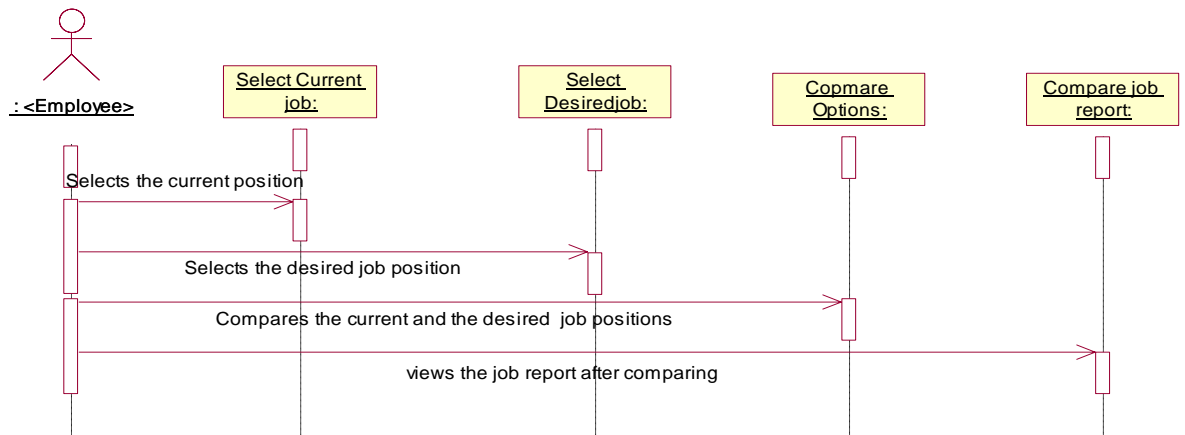 : <Employee>
Select Current
job:
Select
Desiredjob:
Copmare
Options:
Compare job
report:
Selects the current position
Selects the desired job position
Compares the current and the desired job positions
views the job report after comparing